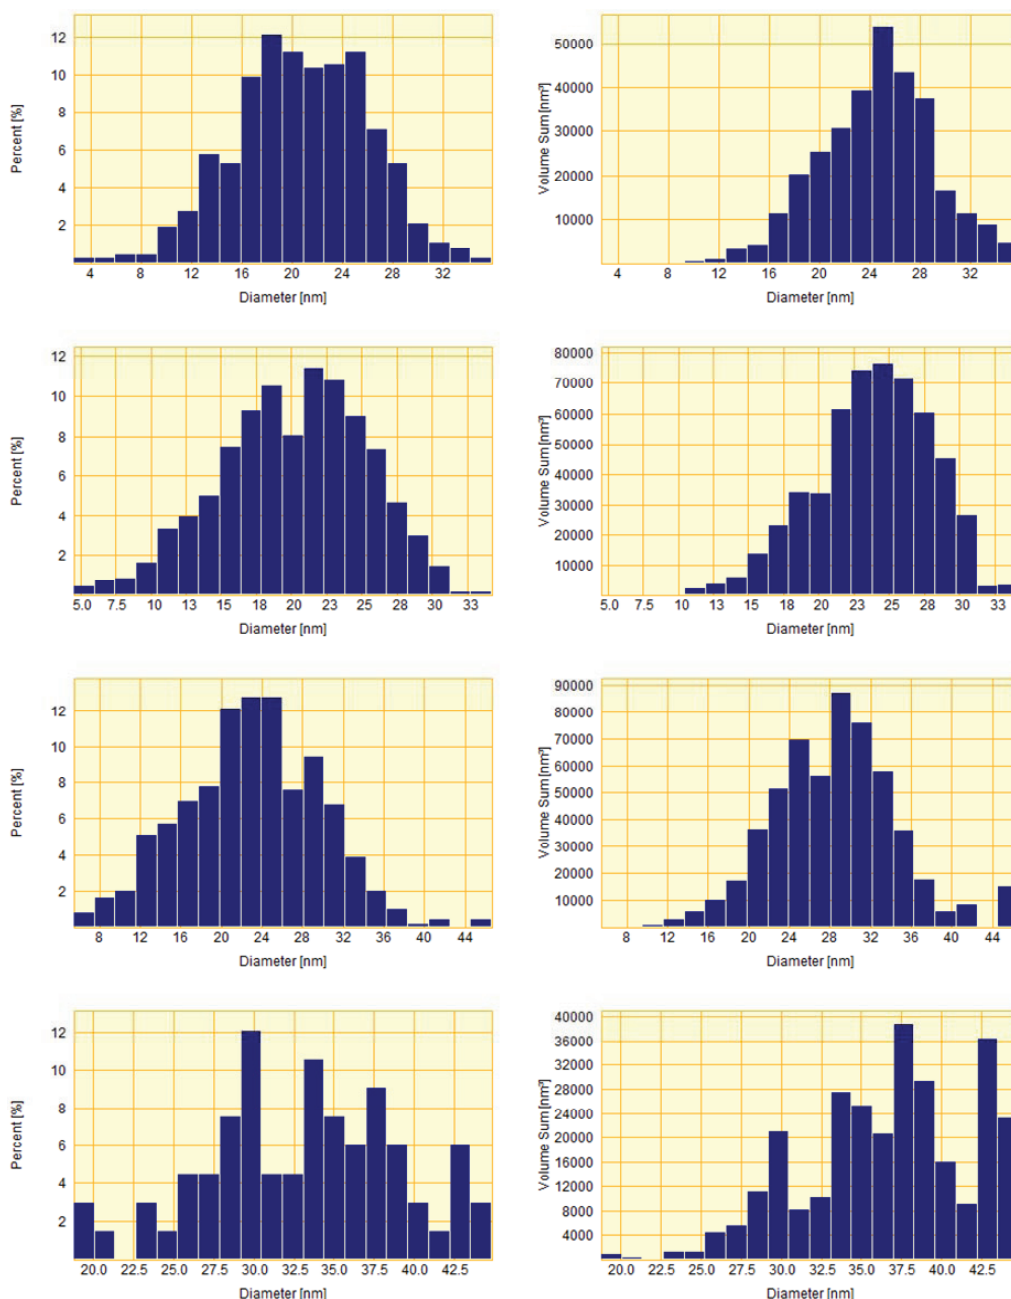 12
10
8
6
4
2
Percent [%]
4 8 12 16 20 24 28 32
Diameter [nm]
50000
40000
30000
20000
10000
Volume Sum[nm³]
4 8 12 16 20 24 28 32
Diameter [nm]
12
10
8
6
4
2
Percent [%]
5.0 7.5 10 13 15 18 20 23 25 28 30 33
Diameter [nm]
80000
70000
60000
50000
40000
30000
20000
10000
Volume Sum[nm³]
5.0 7.5 10 13 15 18 20 23 25 28 30 33
Diameter [nm]
12
10
8
6
4
2
Percent [%]
8 12 16 20 24 28 32 36 40 44
Diameter [nm]
90000
80000
70000
60000
50000
40000
30000
20000
10000
Volume Sum[nm³]
8 12 16 20 24 28 32 36 40 44
Diameter [nm]
12
10
8
6
4
2
Percent [%]
20.0 22.5 25.0 27.5 30.0 32.5 35.0 37.5 40.0 42.5
Diameter [nm]
40000
36000
32000
28000
24000
20000
16000
12000
8000
4000
Volume Sum[nm³]
20.0 22.5 25.0 27.5 30.0 32.5 35.0 37.5 40.0 42.5
Diameter [nm]